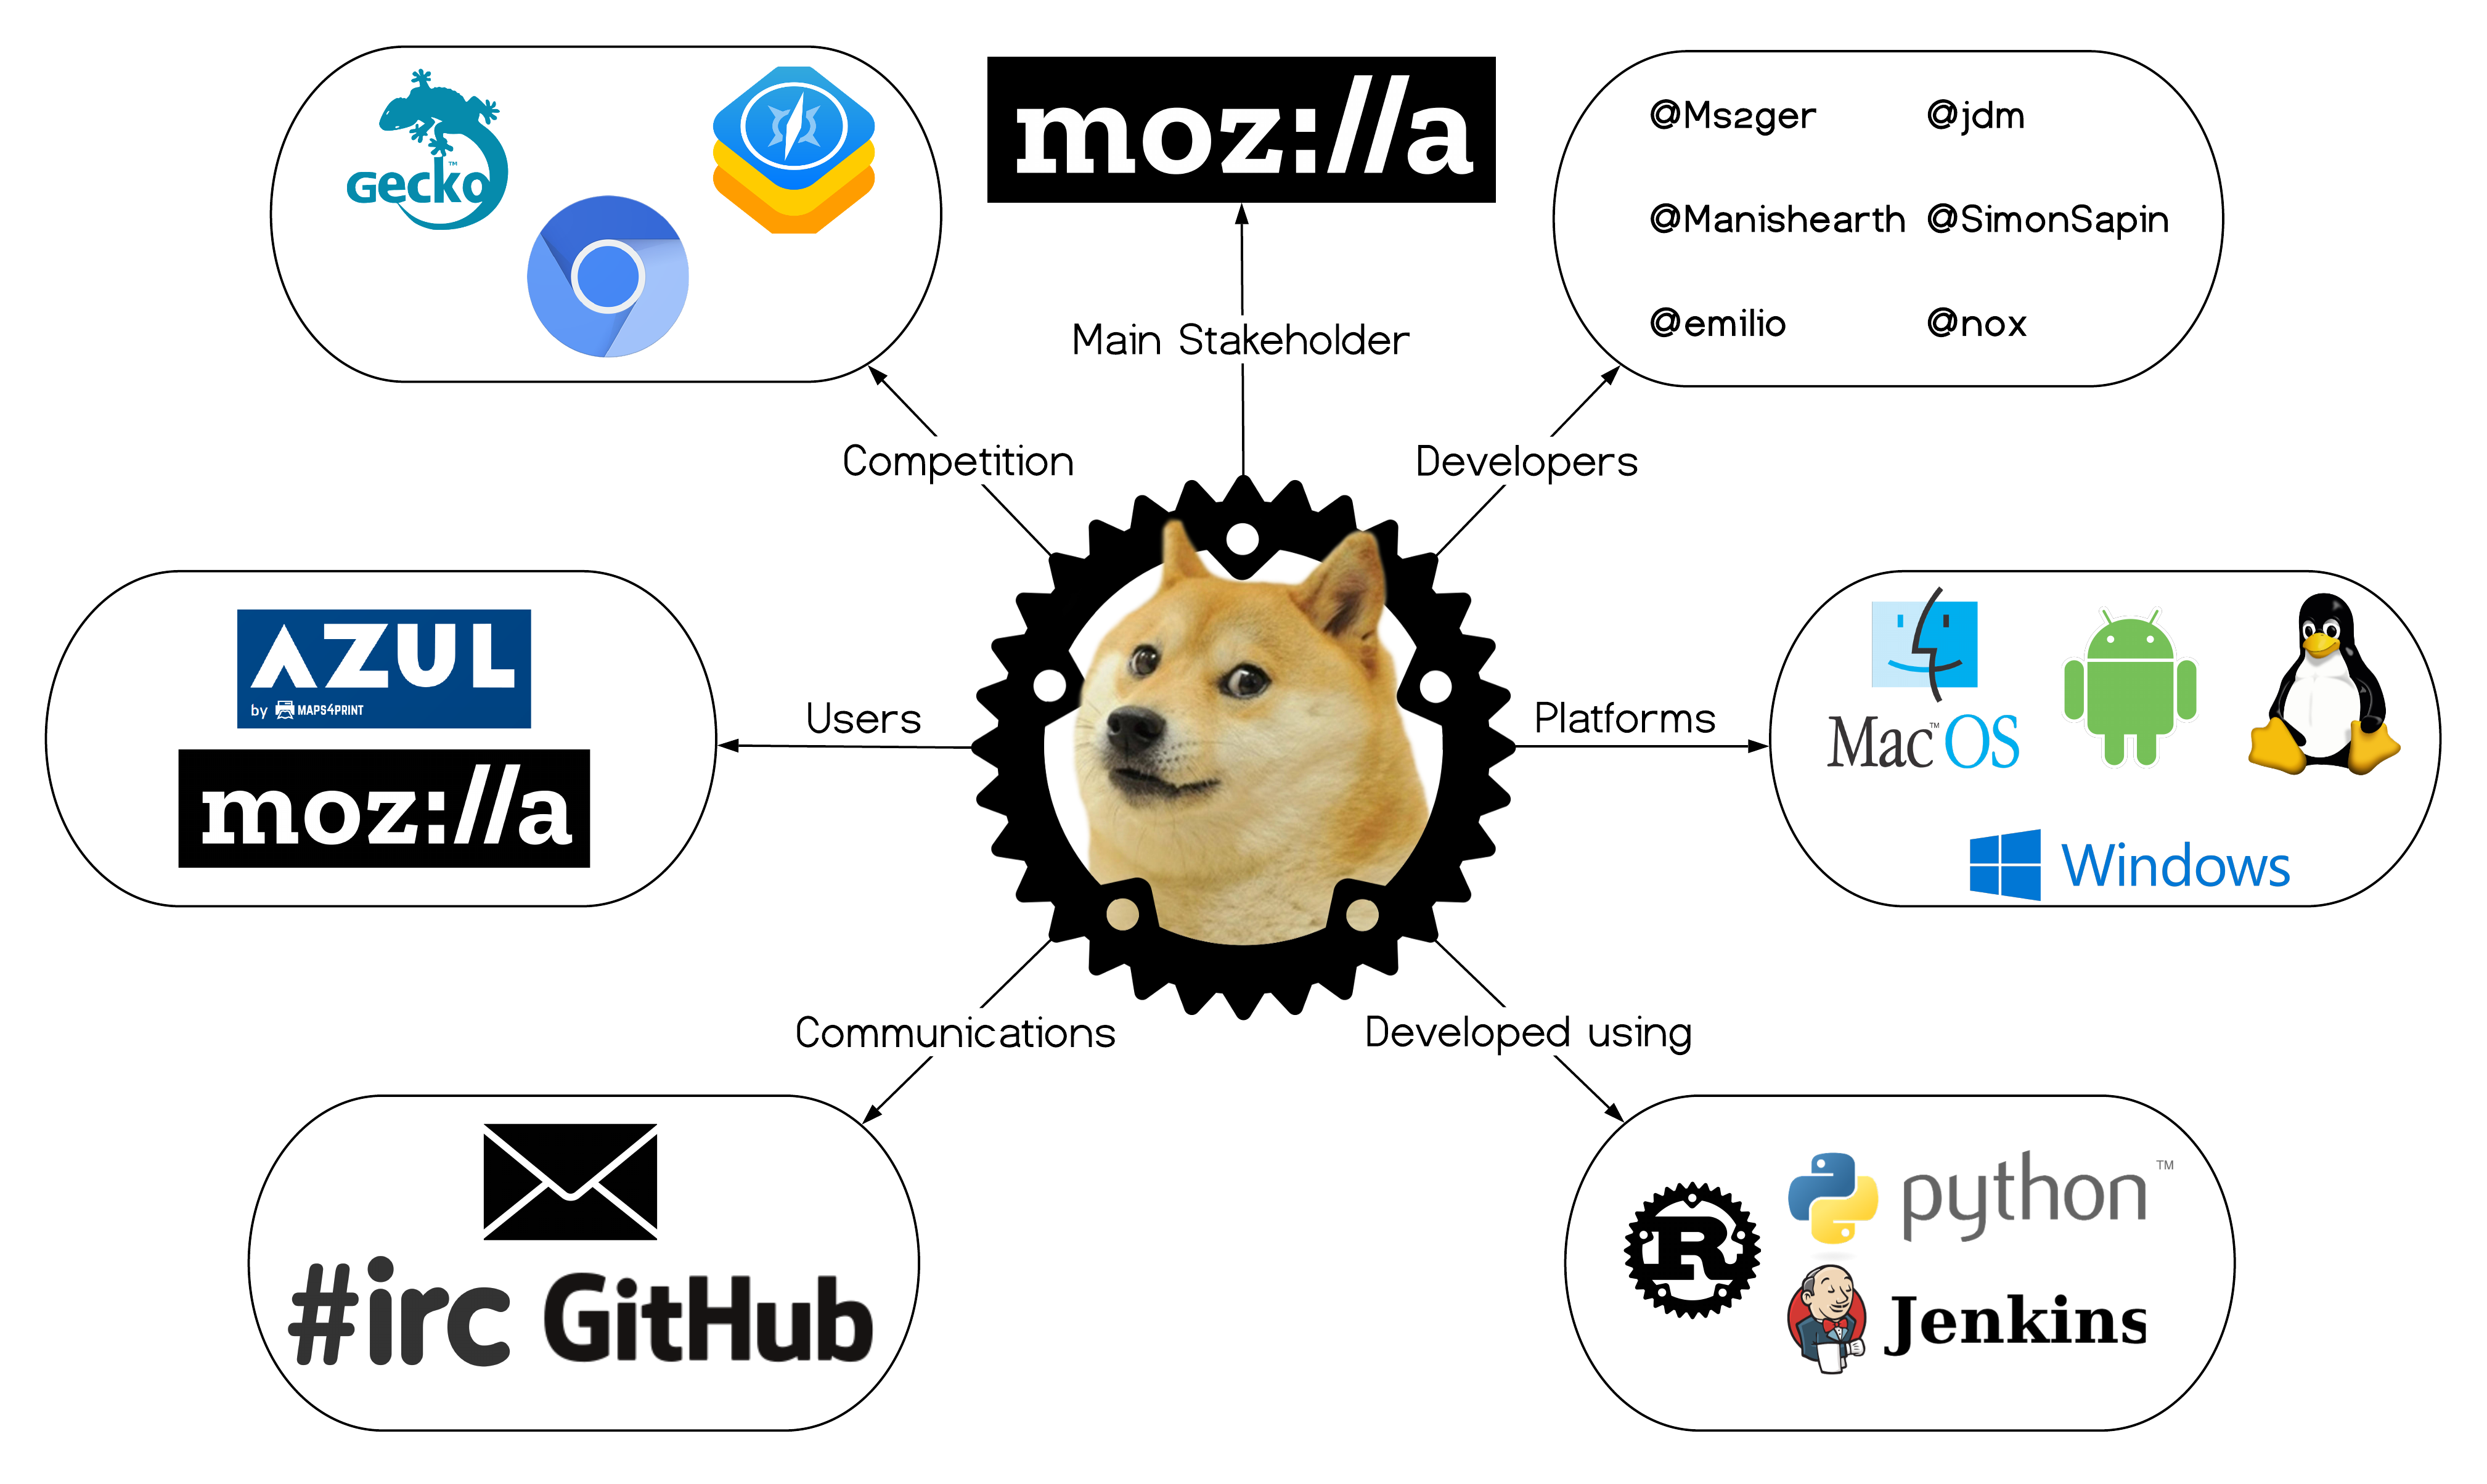 GeckO™
moz://a
@Ms2ger @jdm
@Manishearth @SimonSapin
@emilio @nox
Main Stakeholder
Competition
Developers
AZUL
by MAPS4PRINT
moz://a
Users
Platforms
Mac™OS
Windows
Communications
Developed using
#irc GitHub
python™
R
Jenkins